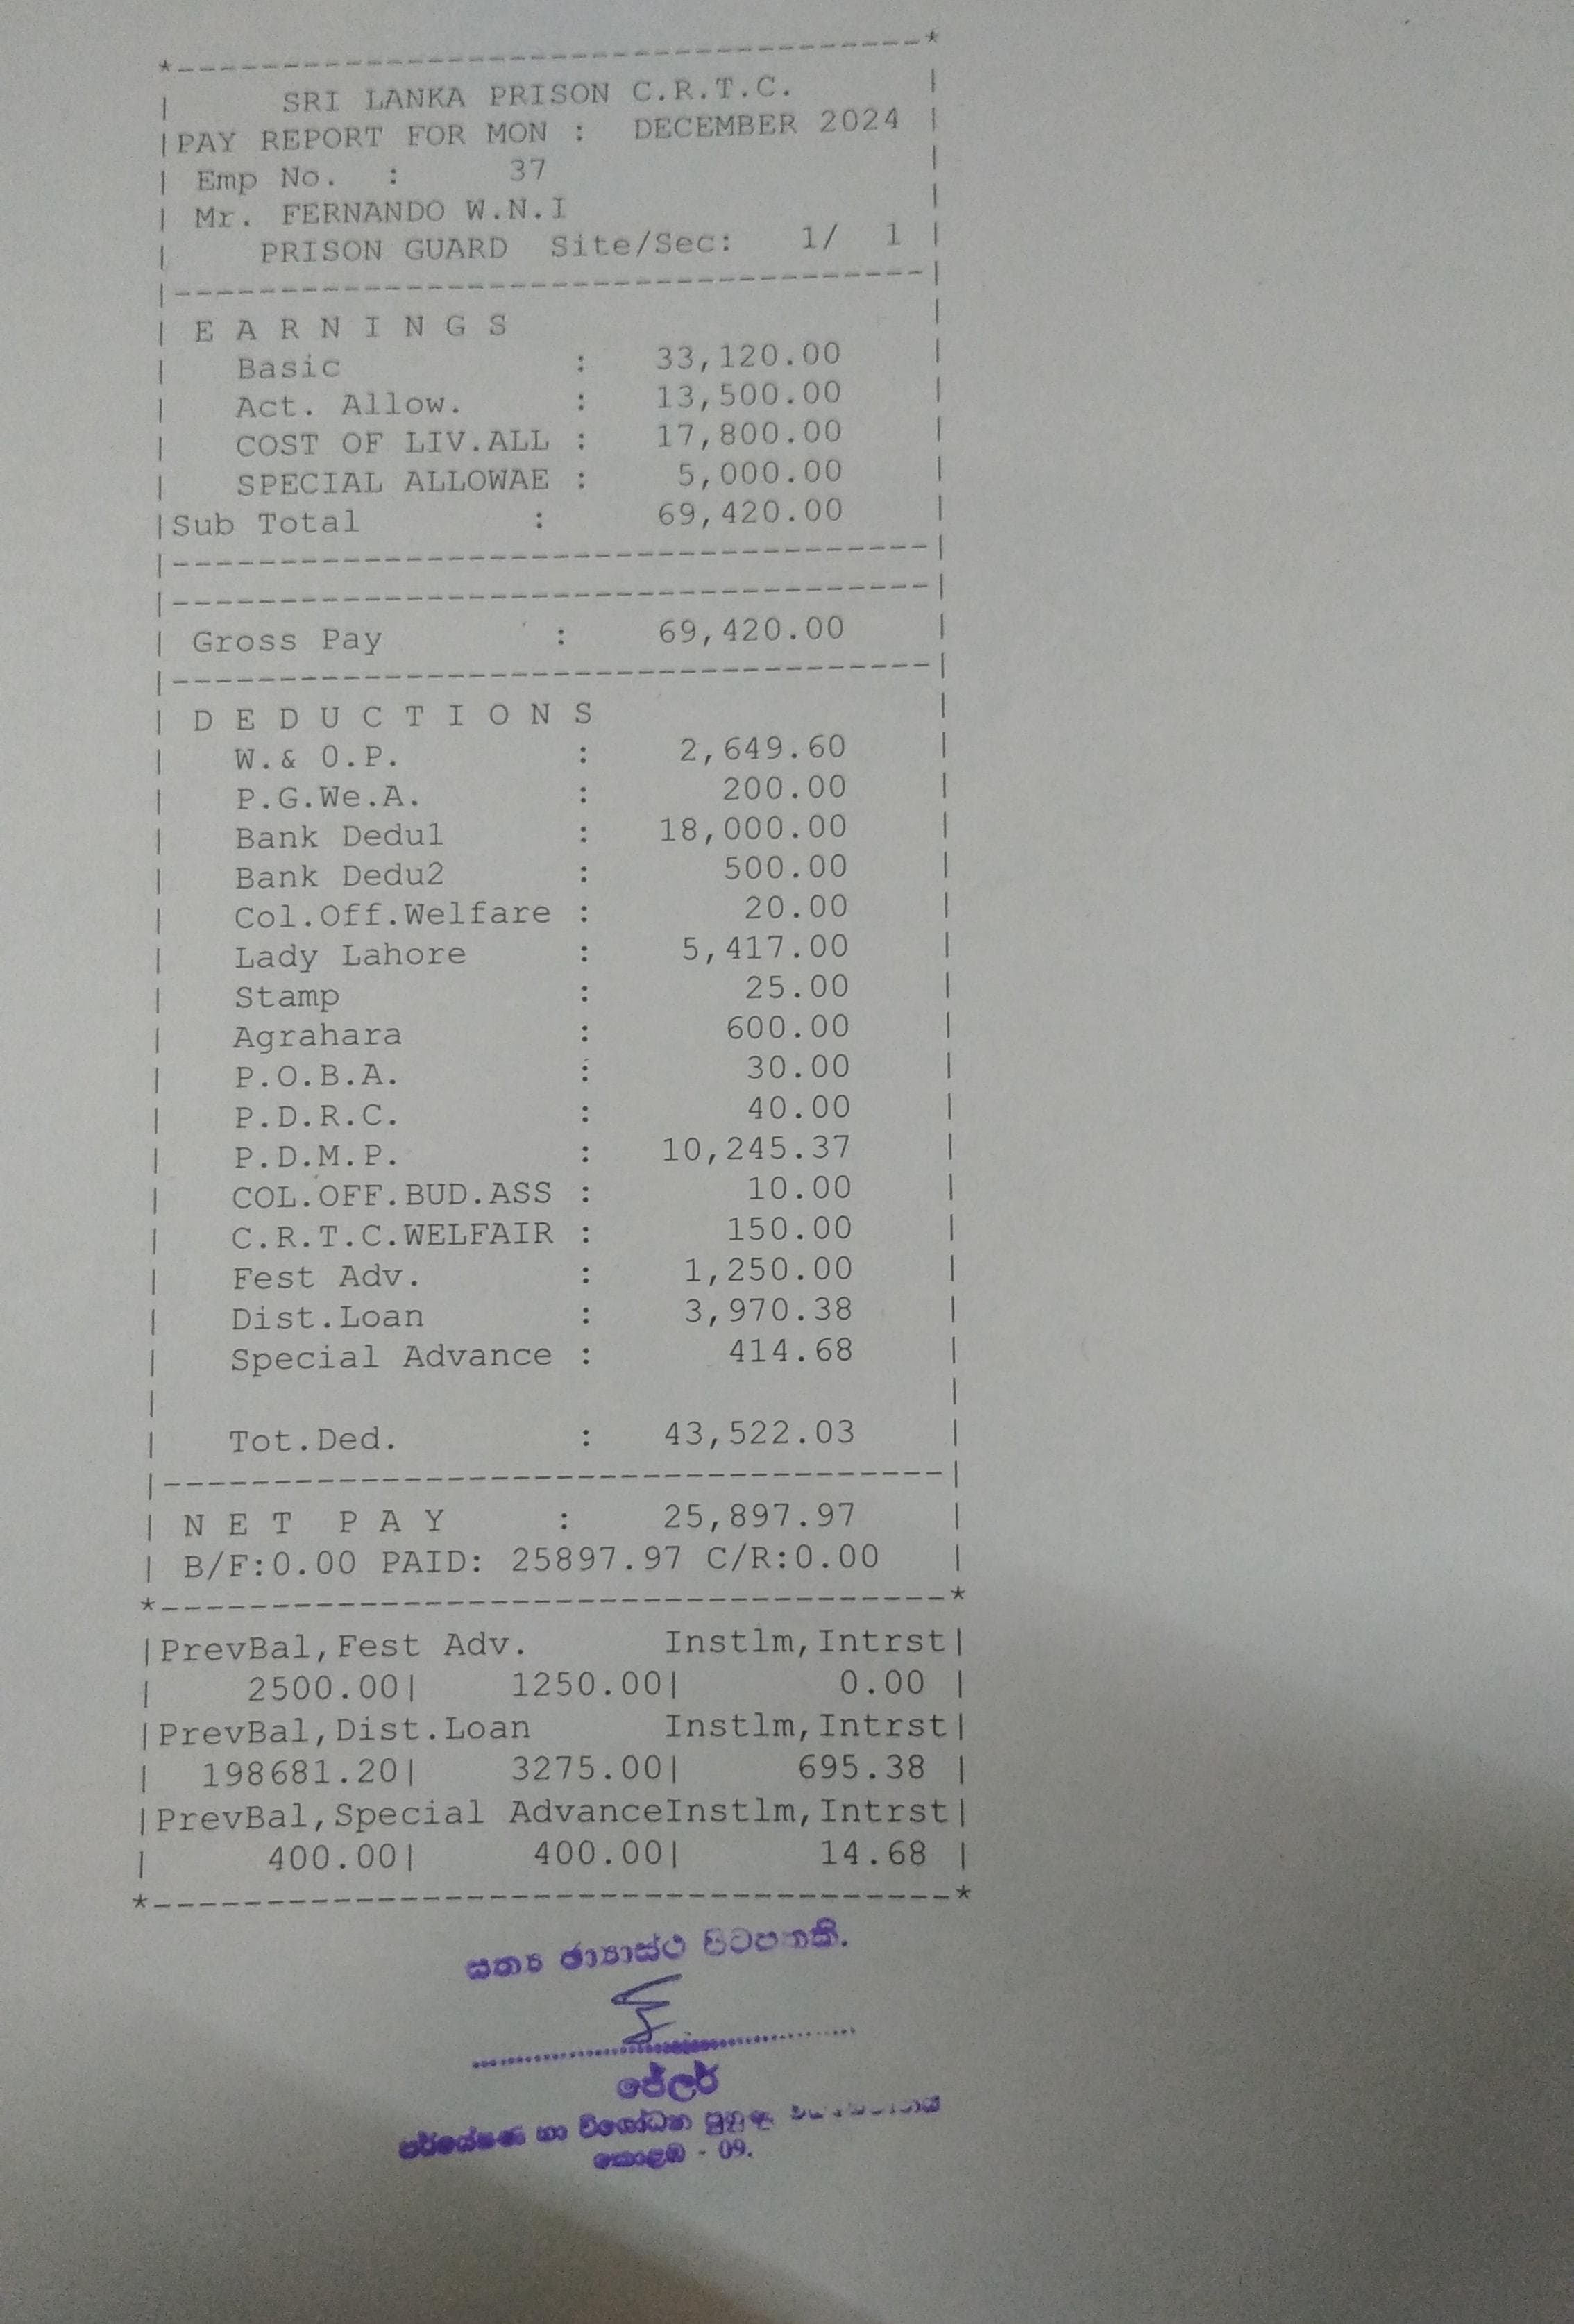 *------------------------------------*
| SRI LANKA PRISON C.R.T.C. |
|PAY REPORT FOR MON : DECEMBER 2024 |
| Emp No. : 37 |
| Mr. FERNANDO W.N.I |
| PRISON GUARD Site/Sec: 1/ 1 |
|------------------------------------|
| E A R N I N G S |
| Basic : 33,120.00 |
| Act. Allow. : 13,500.00 |
| COST OF LIV.ALL : 17,800.00 |
| SPECIAL ALLOWAE : 5,000.00 |
|Sub Total : 69,420.00 |
|------------------------------------|
|------------------------------------|
| Gross Pay : 69,420.00 |
|------------------------------------|
| D E D U C T I O N S |
| W.& O.P. : 2,649.60 |
| P.G.We.A. : 200.00 |
| Bank Dedu1 : 18,000.00 |
| Bank Dedu2 : 500.00 |
| Col.Off.Welfare : 20.00 |
| Lady Lahore : 5,417.00 |
| Stamp : 25.00 |
| Agrahara : 600.00 |
| P.O.B.A. : 30.00 |
| P.D.R.C. : 40.00 |
| P.D.M.P. : 10,245.37 |
| COL.OFF.BUD.ASS : 10.00 |
| C.R.T.C.WELFAIR : 150.00 |
| Fest Adv. : 1,250.00 |
| Dist.Loan : 3,970.38 |
| Special Advance : 414.68 |
| Tot.Ded. : 43,522.03 |
|------------------------------------|
| N E T P A Y : 25,897.97 |
| B/F:0.00 PAID: 25897.97 C/R:0.00 |
*------------------------------------*
|PrevBal,Fest Adv. Instlm,Intrst|
| 2500.00| 1250.00| 0.00 |
|PrevBal,Dist.Loan Instlm,Intrst|
| 198681.20| 3275.00| 695.38 |
|PrevBal,Special AdvanceInstlm,Intrst|
| 400.00| 400.00| 14.68 |
*------------------------------------*
සත්‍ය ඡායාස්ථ පිටපතකි.
ජේලර්
පර්යේෂණ හා විශෝධන පුහුණු
කොළඹ - 09.